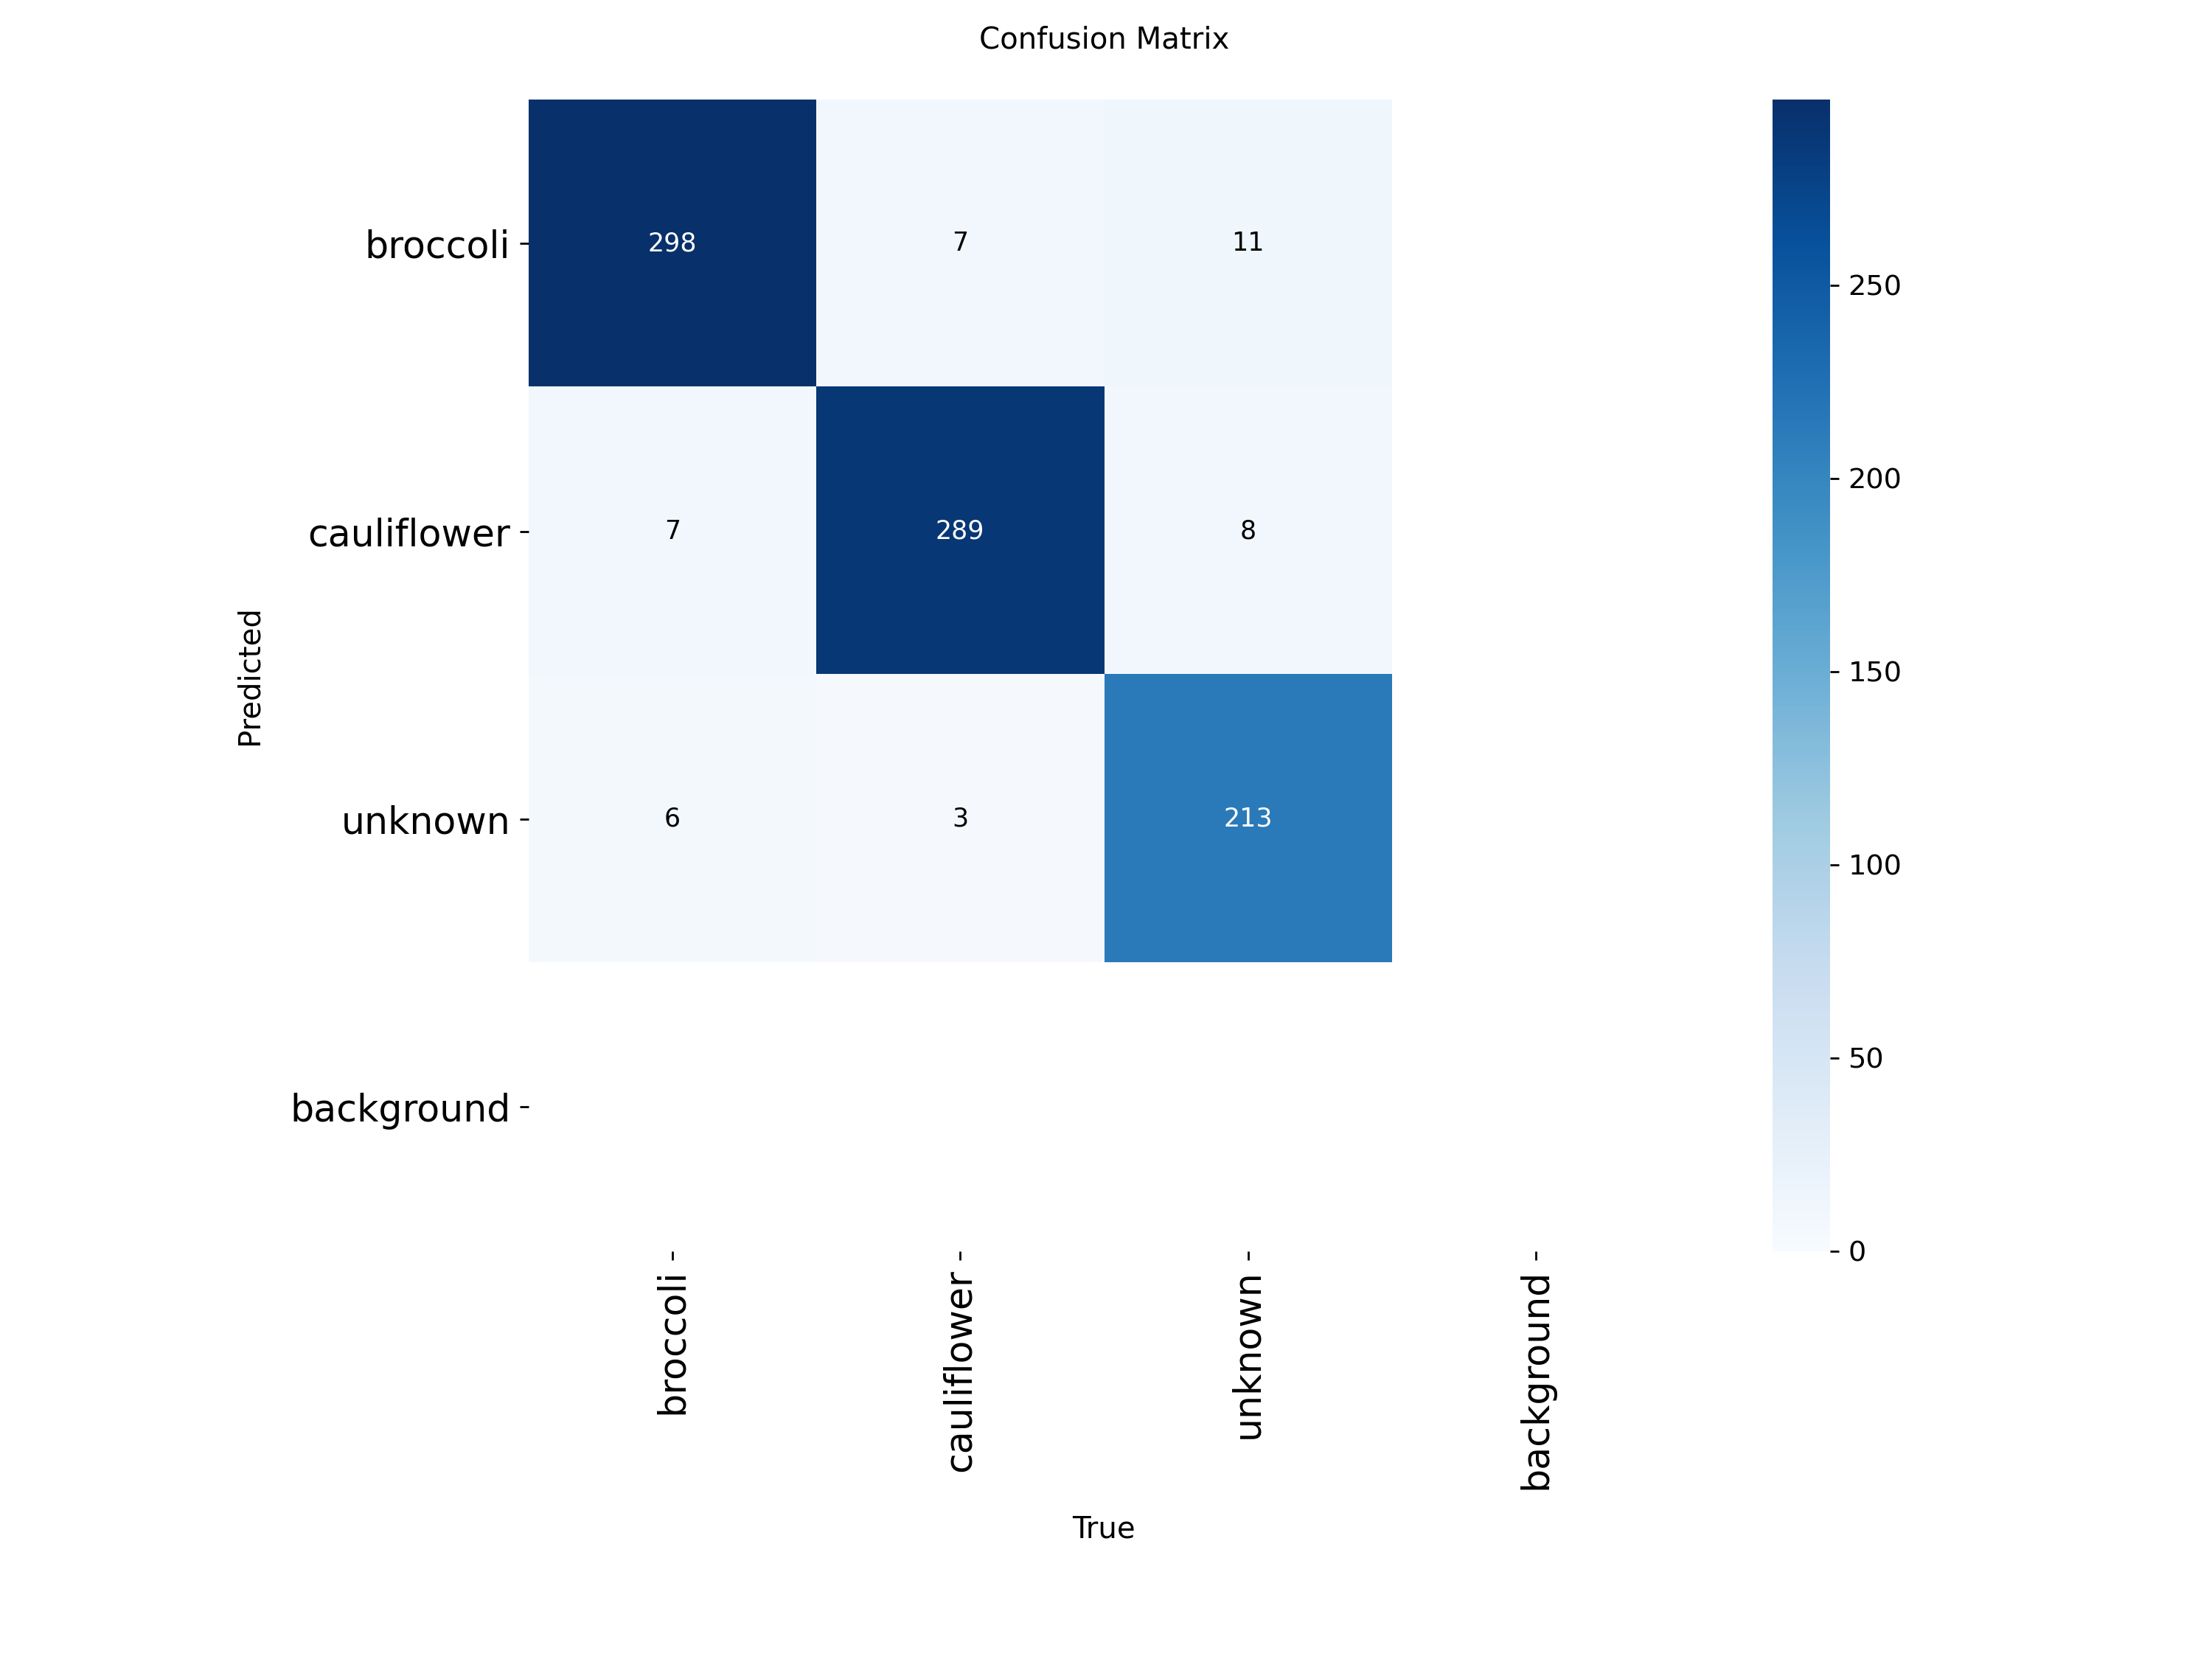 Confusion Matrix
broccoli
298 7 11
cauliflower
7 289 8
unknown
6 3 213
background
Predicted
broccoli
cauliflower
unknown
background
True
250
200
150
100
50
0